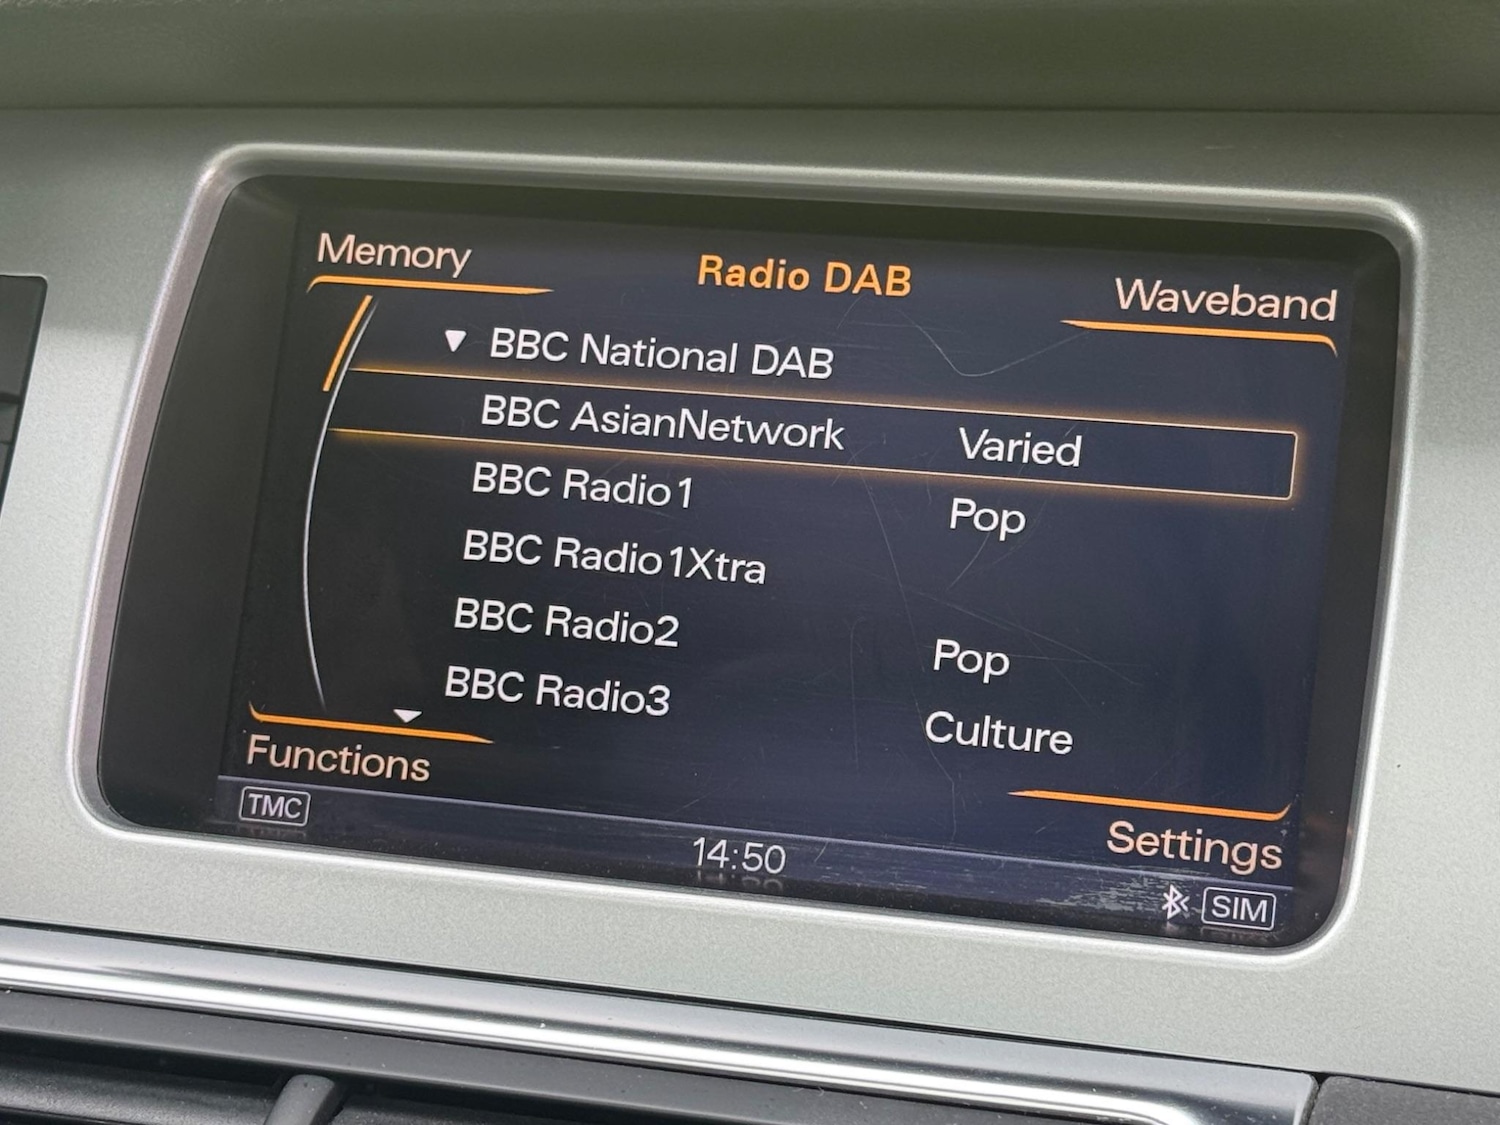 Memory
Radio DAB
Waveband
BBC National DAB
BBC AsianNetwork Varied
BBC Radio1 Pop
BBC Radio1Xtra
BBC Radio2 Pop
BBC Radio3 Culture
Functions
Settings
TMC
14:50
SIM